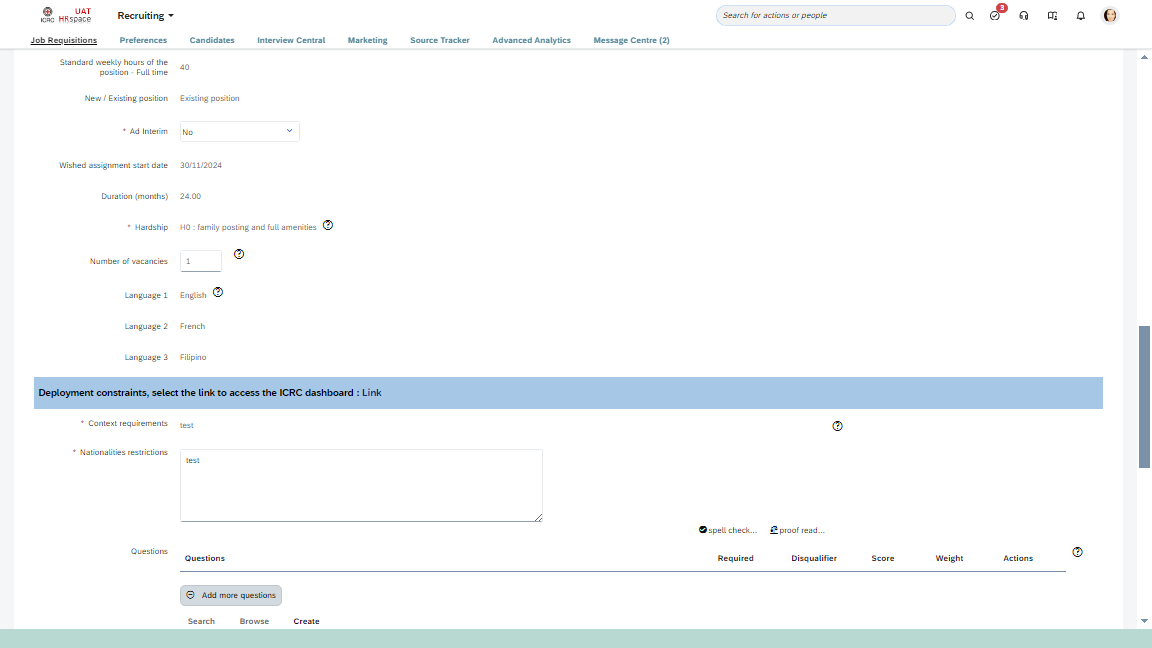 UAT
ICRC HRspace
Recruiting
Search for actions or people
3
Job Requisitions Preferences Candidates Interview Central Marketing Source Tracker Advanced Analytics Message Centre (2)
Standard weekly hours of the position - Full time 40
New / Existing position Existing position
* Ad Interim No
Wished assignment start date 30/11/2024
Duration (months) 24.00
* Hardship H0 : family posting and full amenities
Number of vacancies 1
Language 1 English
Language 2 French
Language 3 Filipino
Deployment constraints, select the link to access the ICRC dashboard : Link
* Context requirements test
* Nationalities restrictions test
spell check... proof read...
Questions Questions Required Disqualifier Score Weight Actions
Add more questions
Search Browse Create